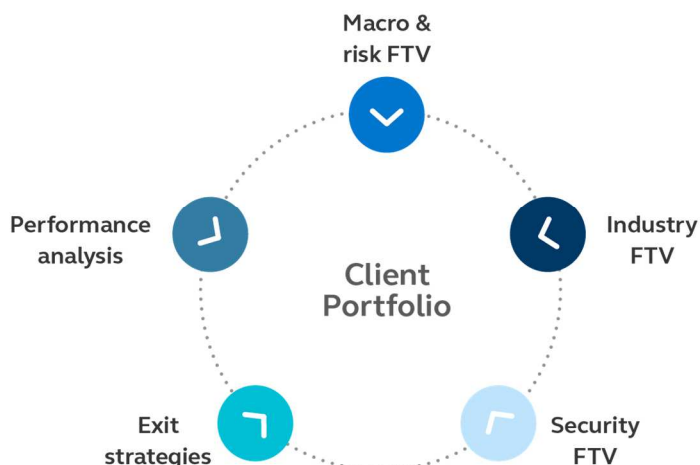 Macro &
risk FTV
Performance
analysis
Industry
FTV
Client
Portfolio
Exit
strategies
Security
FTV